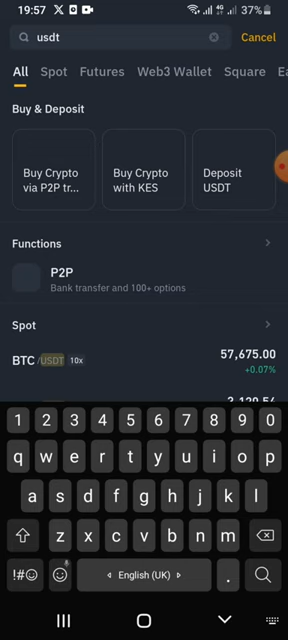 19:57 X 37%
usdt Cancel
All Spot Futures Web3 Wallet Square Ea
Buy & Deposit
Buy Crypto
via P2P tr...
Buy Crypto
with KES
Deposit
USDT
Functions
P2P
Bank transfer and 100+ options
Spot
BTC /USDT 10x 57,675.00
+0.07%
1 2 3 4 5 6 7 8 9 0
q w e r t y u i o p
a s d f g h j k l
z x c v b n m
!#☺ English (UK) .